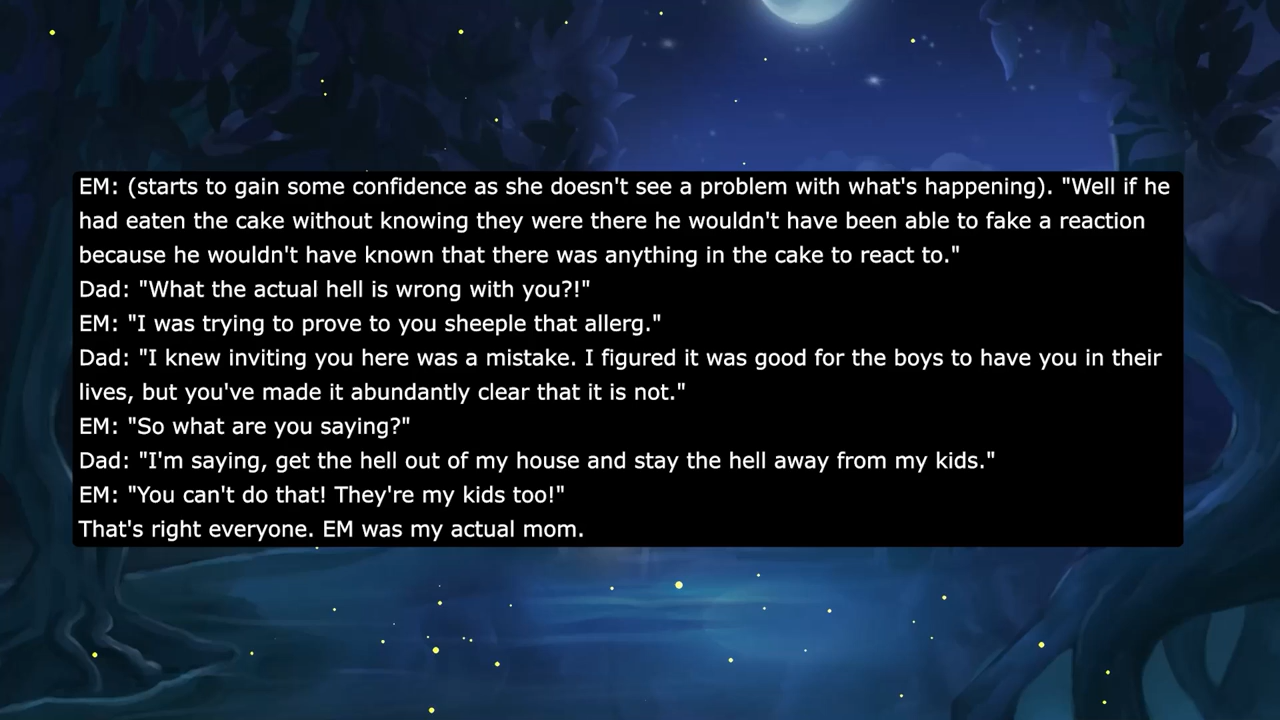 EM: (starts to gain some confidence as she doesn't see a problem with what's happening). "Well if he
had eaten the cake without knowing they were there he wouldn't have been able to fake a reaction
because he wouldn't have known that there was anything in the cake to react to."
Dad: "What the actual hell is wrong with you?!"
EM: "I was trying to prove to you sheeple that allerg."
Dad: "I knew inviting you here was a mistake. I figured it was good for the boys to have you in their
lives, but you've made it abundantly clear that it is not."
EM: "So what are you saying?"
Dad: "I'm saying, get the hell out of my house and stay the hell away from my kids."
EM: "You can't do that! They're my kids too!"
That's right everyone. EM was my actual mom.